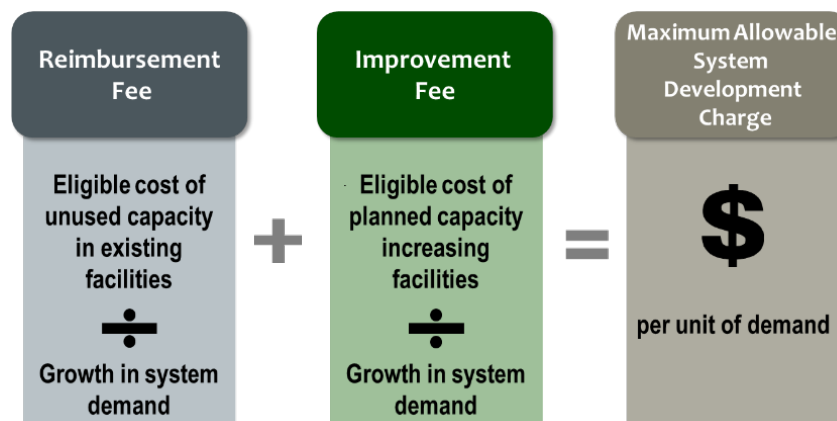 Reimbursement
Fee
Eligible cost of
unused capacity
in existing
facilities
÷
Growth in system
demand
+
Improvement
Fee
Eligible cost of
planned capacity
increasing
facilities
÷
Growth in system
demand
=
Maximum Allowable
System
Development
Charge
$
per unit of demand